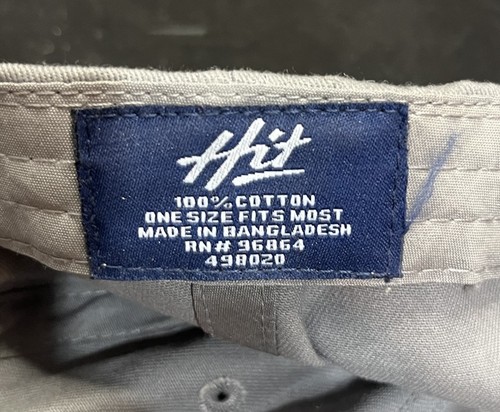 Hit
100% COTTON
ONE SIZE FITS MOST
MADE IN BANGLADESH
RN# 96864
498020